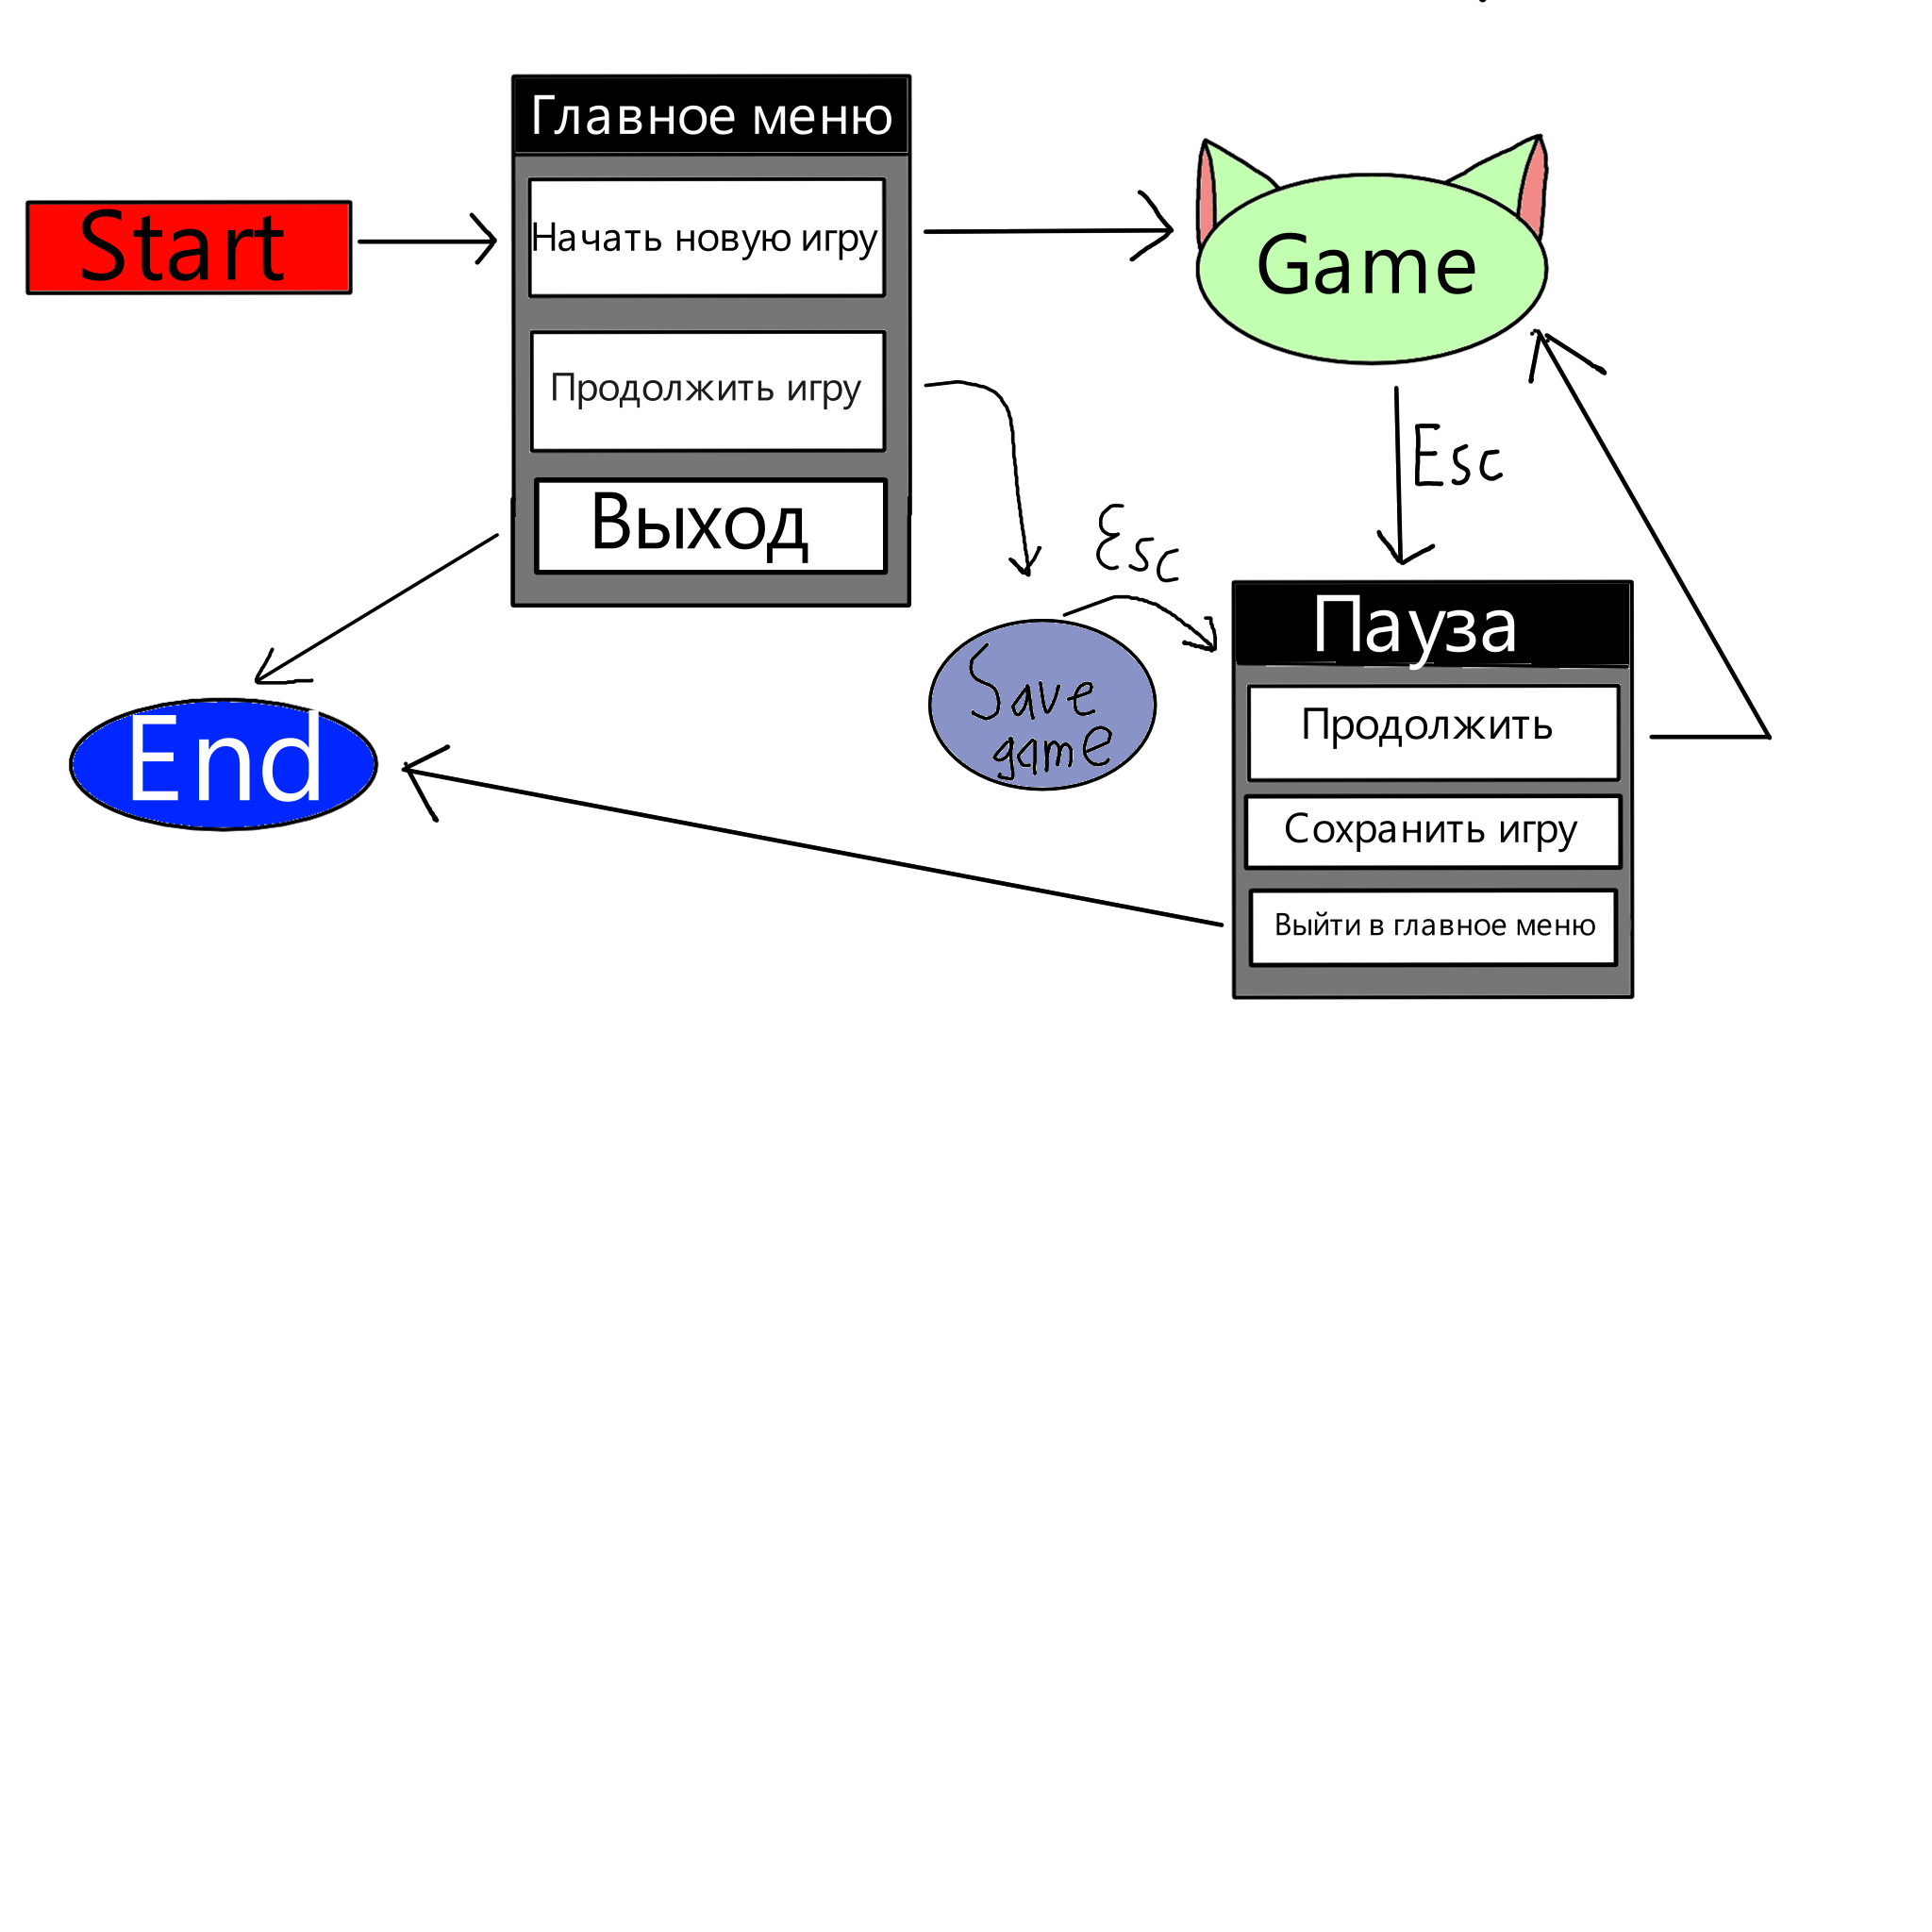 Start
Главное меню
Начать новую игру
Продолжить игру
Выход
Game
Esc
Esc
Save
game
Пауза
Продолжить
Сохранить игру
Выйти в главное меню
End